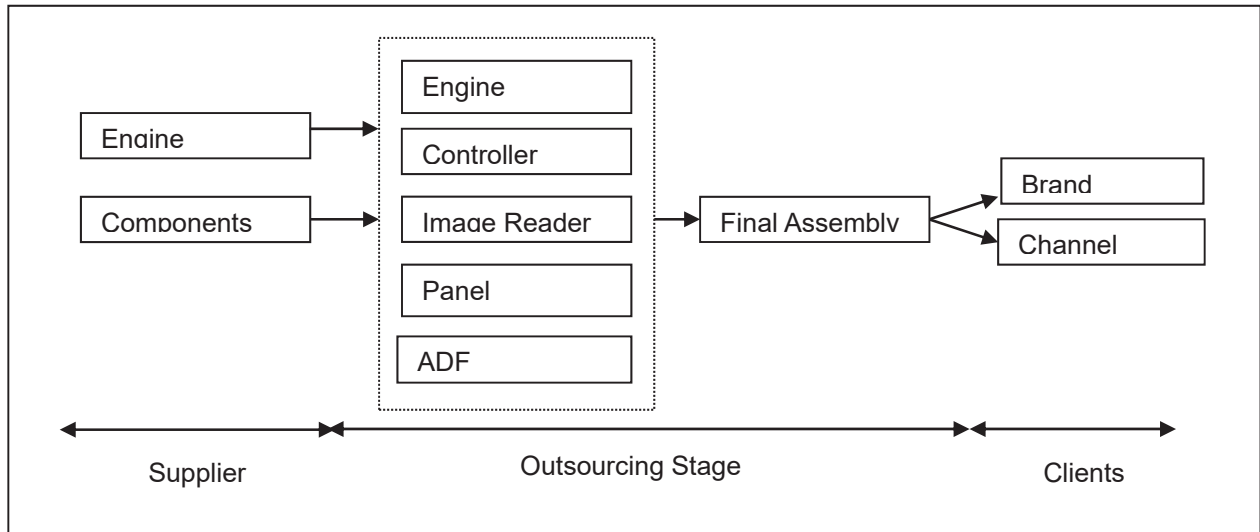 Engine
Components
Engine
Controller
Image Reader
Panel
ADF
Final Assembly
Brand
Channel
Supplier
Outsourcing Stage
Clients